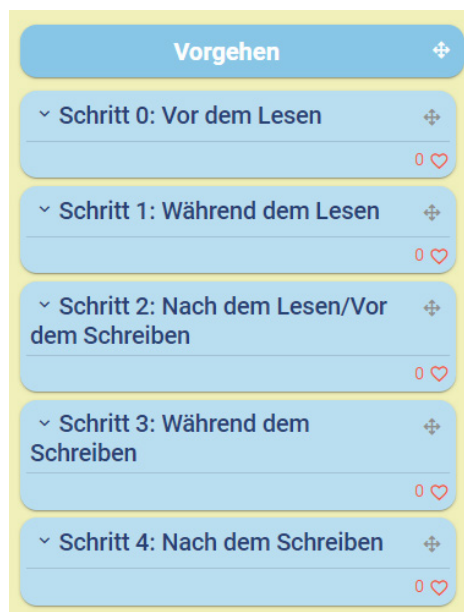 Vorgehen
Schritt 0: Vor dem Lesen
0
Schritt 1: Während dem Lesen
0
Schritt 2: Nach dem Lesen/Vor
dem Schreiben
0
Schritt 3: Während dem
Schreiben
0
Schritt 4: Nach dem Schreiben
0